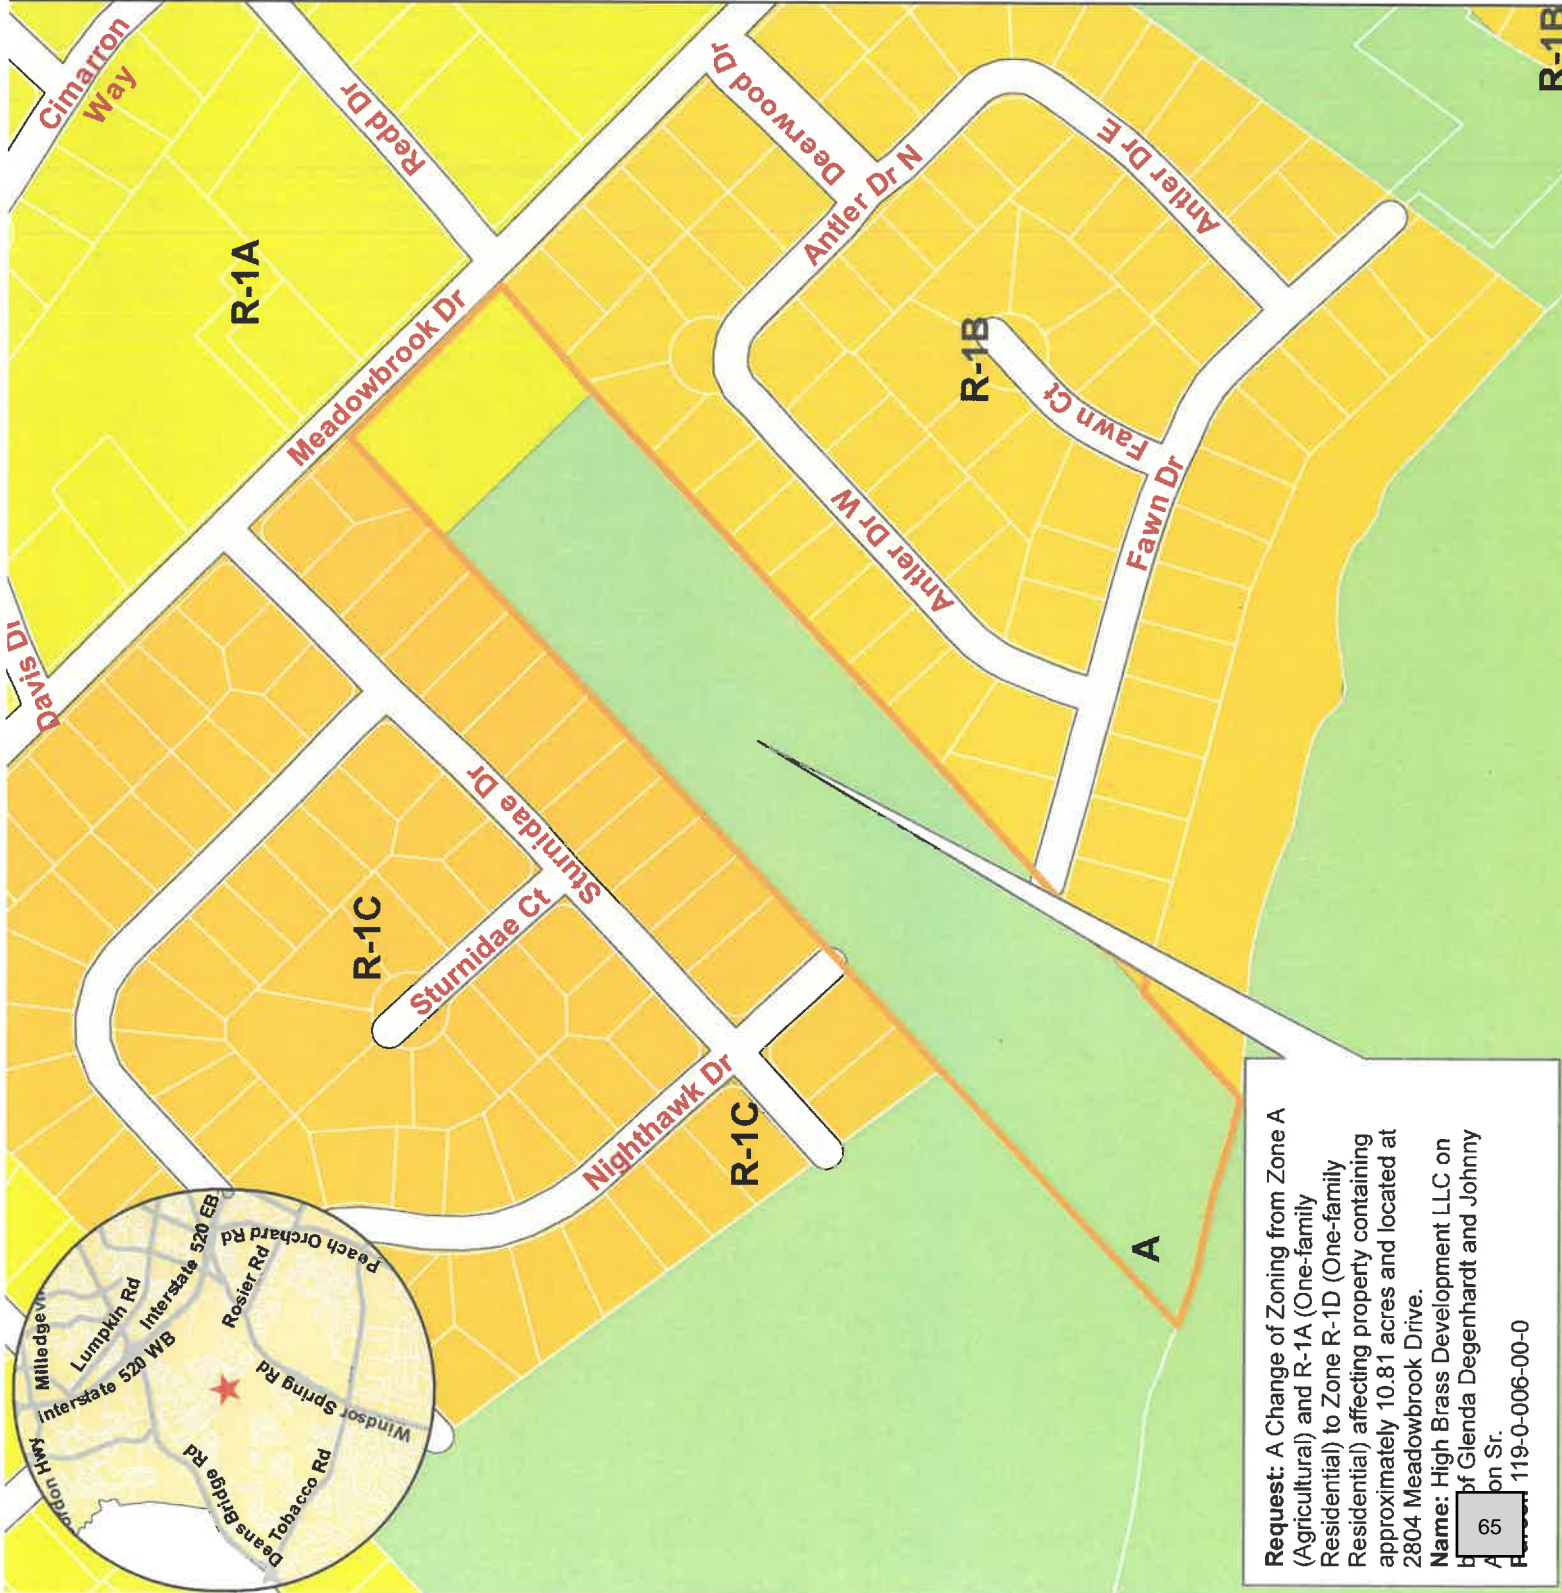 Cimarron
Way
Redd Dr
Deerwood Dr
R-1B
R-1A
Antler Dr N
Antler Dr E
Meadowbrook Dr
R-1B
Fawn Ct
Antler Dr W
Fawn Dr
Davis
Sturnidae Dr
R-1C
Sturnidae Ct
Nighthawk Dr
R-1C
A
Milledgevil
Lumpkin Rd
Interstate 520 EB
Interstate 520 WB
Peach Orchard Rd
Rosier Rd
Windsor Spring Rd
ordon Hwy
Deans Bridge Rd
Tobacco Rd
Request: A Change of Zoning from Zone A
(Agricultural) and R-1A (One-family
Residential) to Zone R-1D (One-family
Residential) affecting property containing
approximately 10.81 acres and located at
2804 Meadowbrook Drive.
Name: High Brass Development LLC on
of Glenda Degenhardt and Johnny
on Sr.
119-0-006-00-0
65